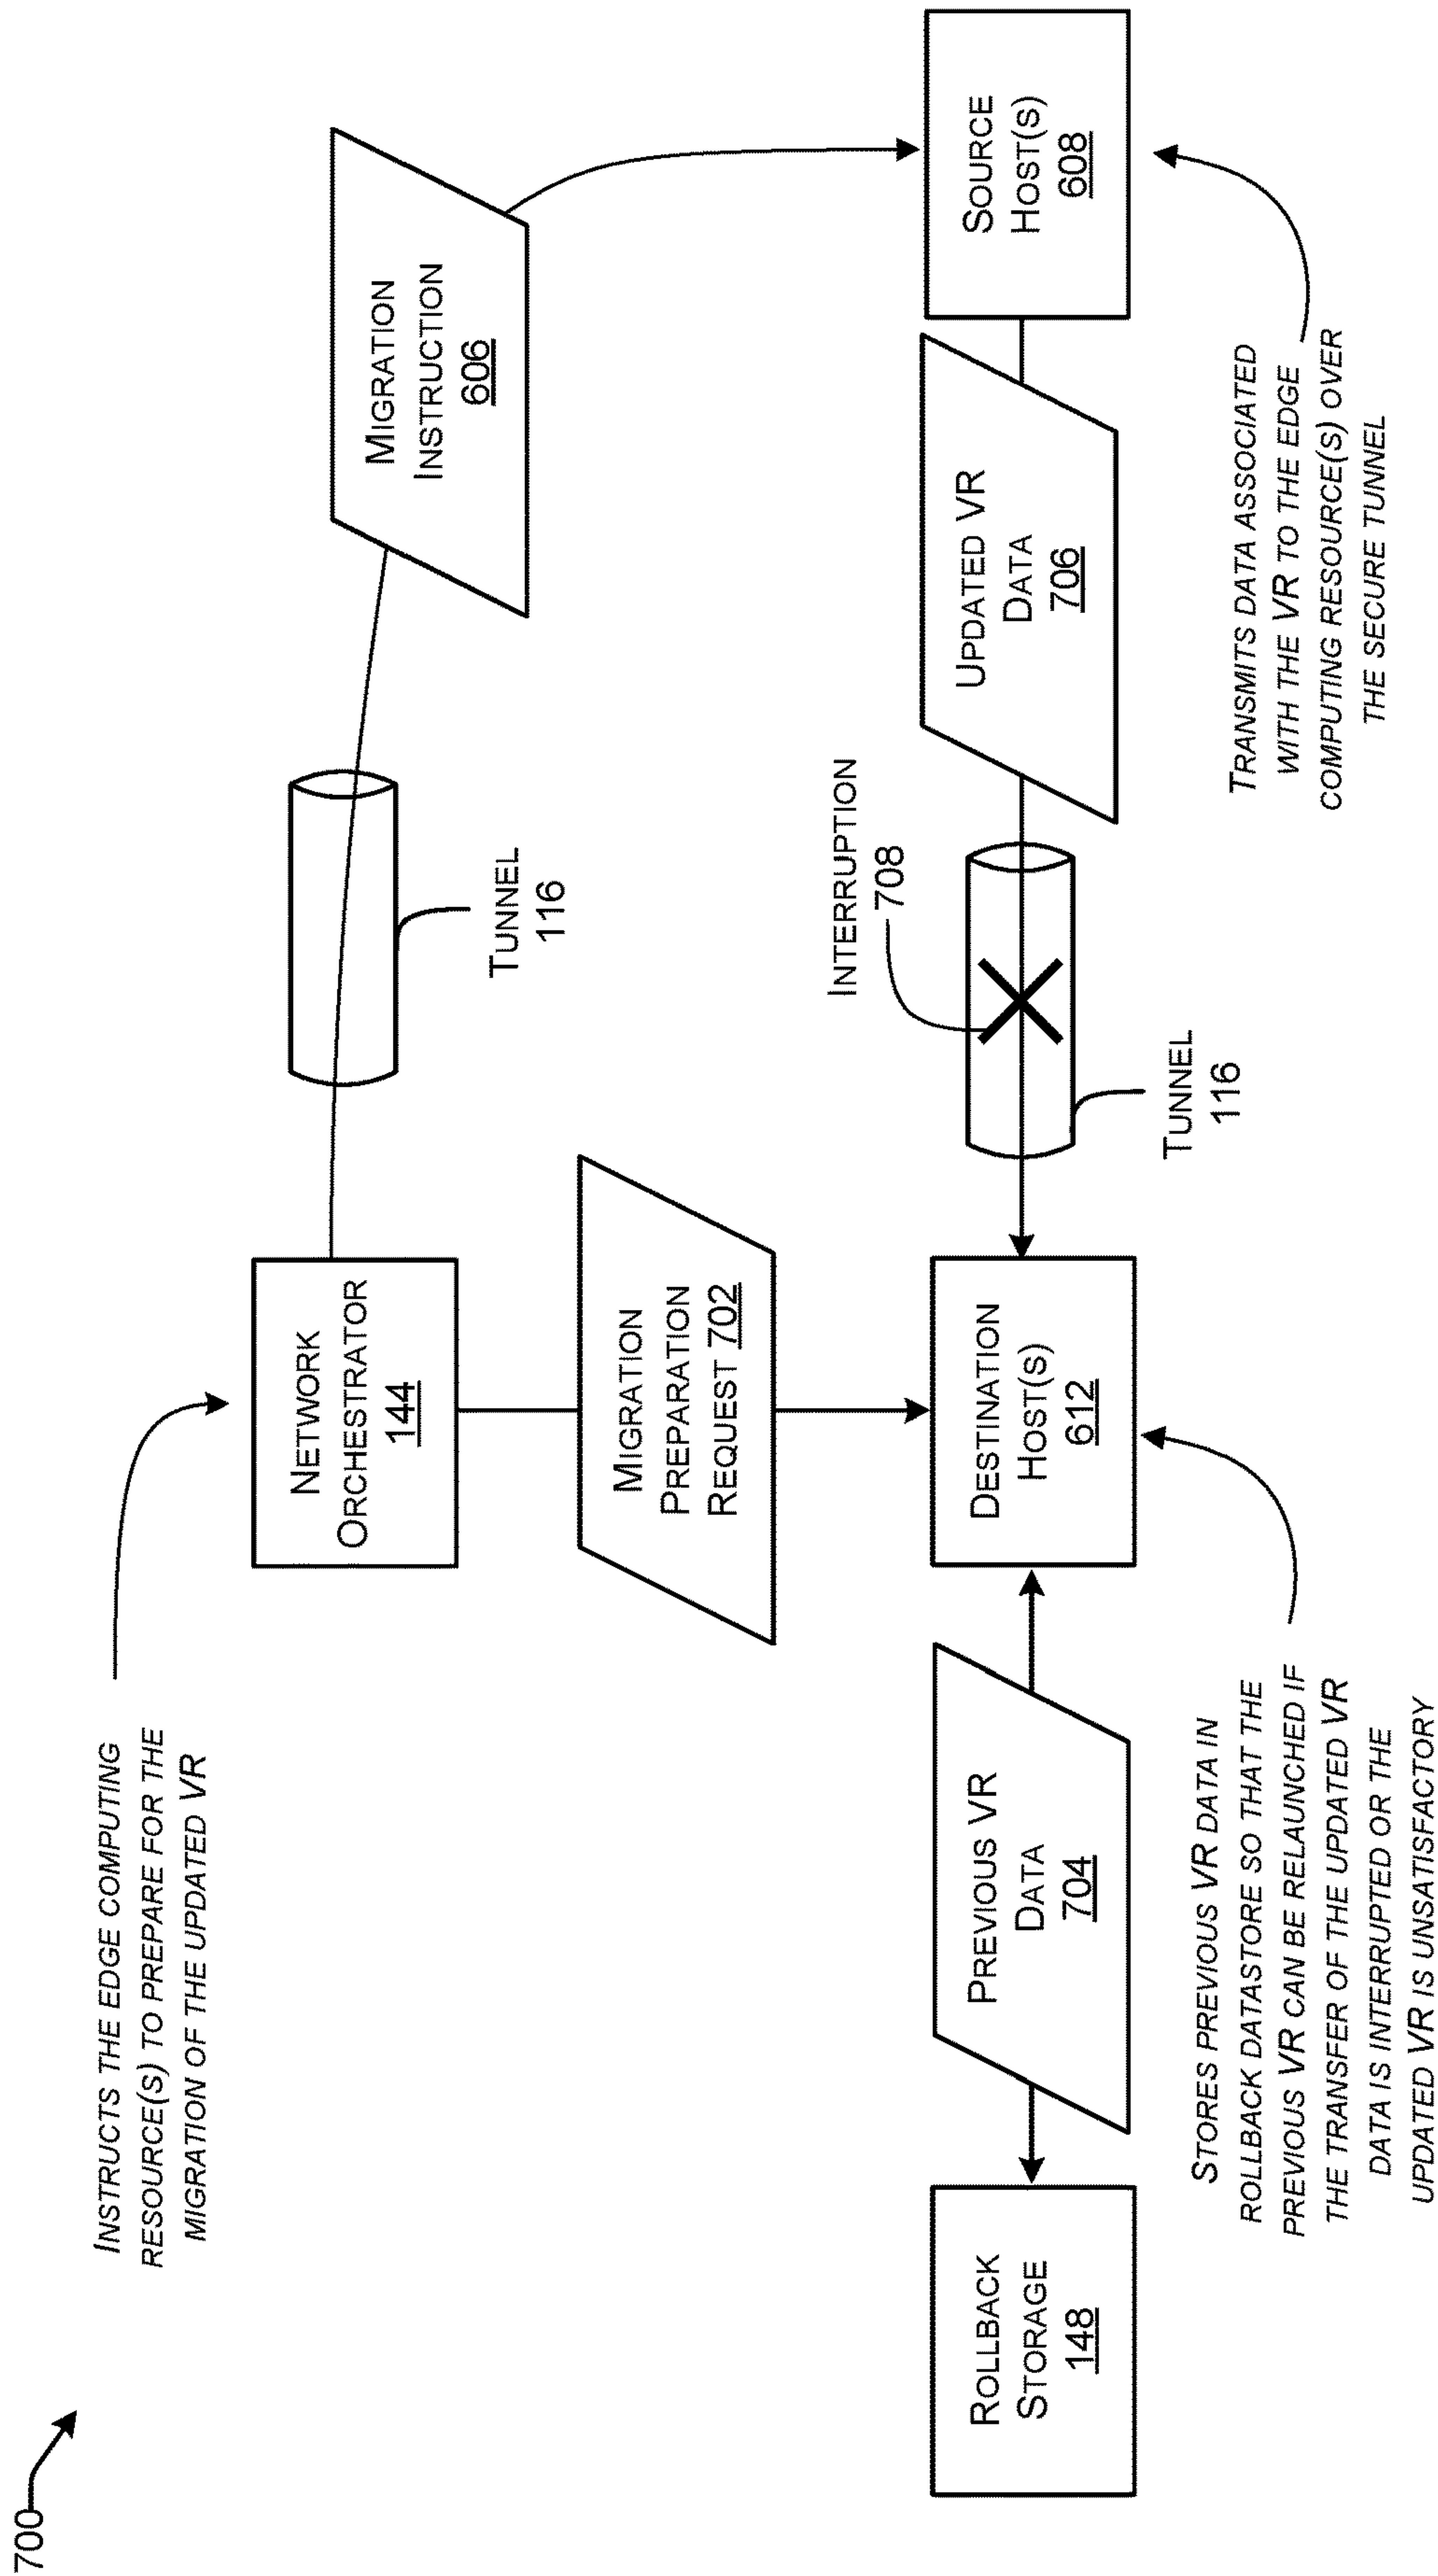 700
INSTRUCTS THE EDGE COMPUTING
RESOURCE(S) TO PREPARE FOR THE
MIGRATION OF THE UPDATED VR
NETWORK
ORCHESTRATOR
144
TUNNEL
116
MIGRATION
INSTRUCTION
606
MIGRATION
PREPARATION
REQUEST 702
INTERRUPTION
708
ROLLBACK
STORAGE
148
PREVIOUS VR
DATA
704
DESTINATION
HOST(S)
612
TUNNEL
116
UPDATED VR
DATA
706
SOURCE
HOST(S)
608
STORES PREVIOUS VR DATA IN
ROLLBACK DATASTORE SO THAT THE
PREVIOUS VR CAN BE RELAUNCHED IF
THE TRANSFER OF THE UPDATED VR
DATA IS INTERRUPTED OR THE
UPDATED VR IS UNSATISFACTORY
TRANSMITS DATA ASSOCIATED
WITH THE VR TO THE EDGE
COMPUTING RESOURCE(S) OVER
THE SECURE TUNNEL